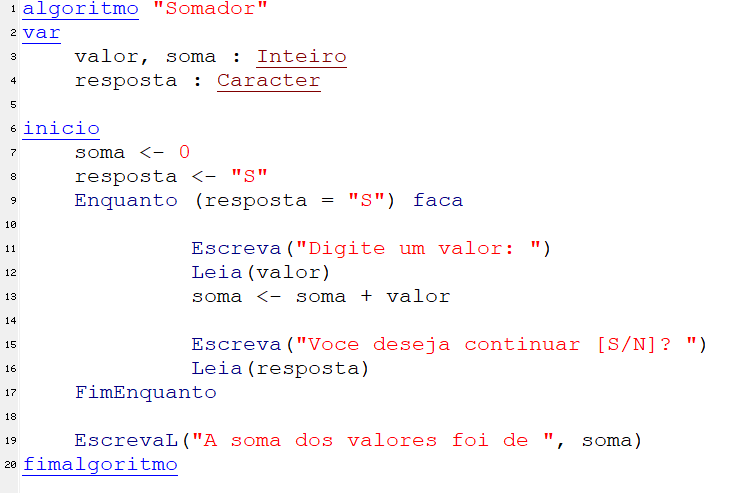 1 algoritmo "Somador"
2 var
3 valor, soma : Inteiro
4 resposta : Caracter
5
6 inicio
7 soma <- 0
8 resposta <- "S"
9 Enquanto (resposta = "S") faca
10
11 Escreva("Digite um valor: ")
12 Leia(valor)
13 soma <- soma + valor
14
15 Escreva("Voce deseja continuar [S/N]? ")
16 Leia(resposta)
17 FimEnquanto
18
19 EscrevaL("A soma dos valores foi de ", soma)
20 fimalgoritmo